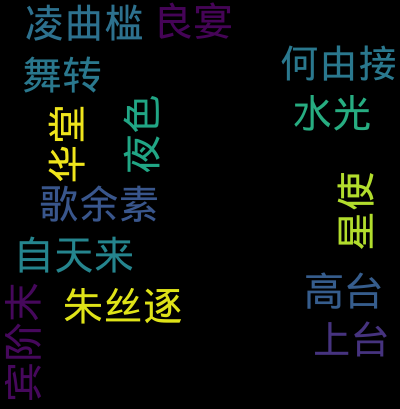 凌曲槛
良宴
舞转
何由接
华堂
夜色
水光
歌余素
星使
自天来
宾阶末
朱丝逐
高台
上台